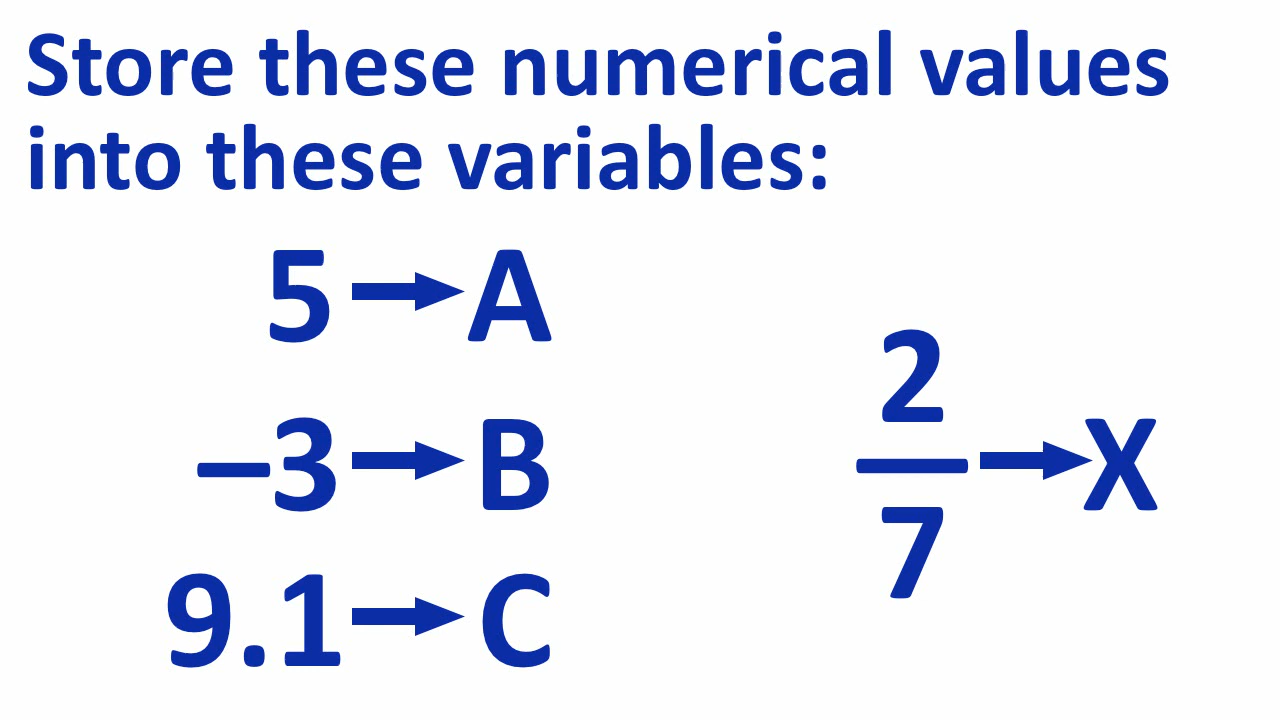 Store these numerical values
into these variables:
5 → A
–3 → B
9.1 → C
2
7 → X